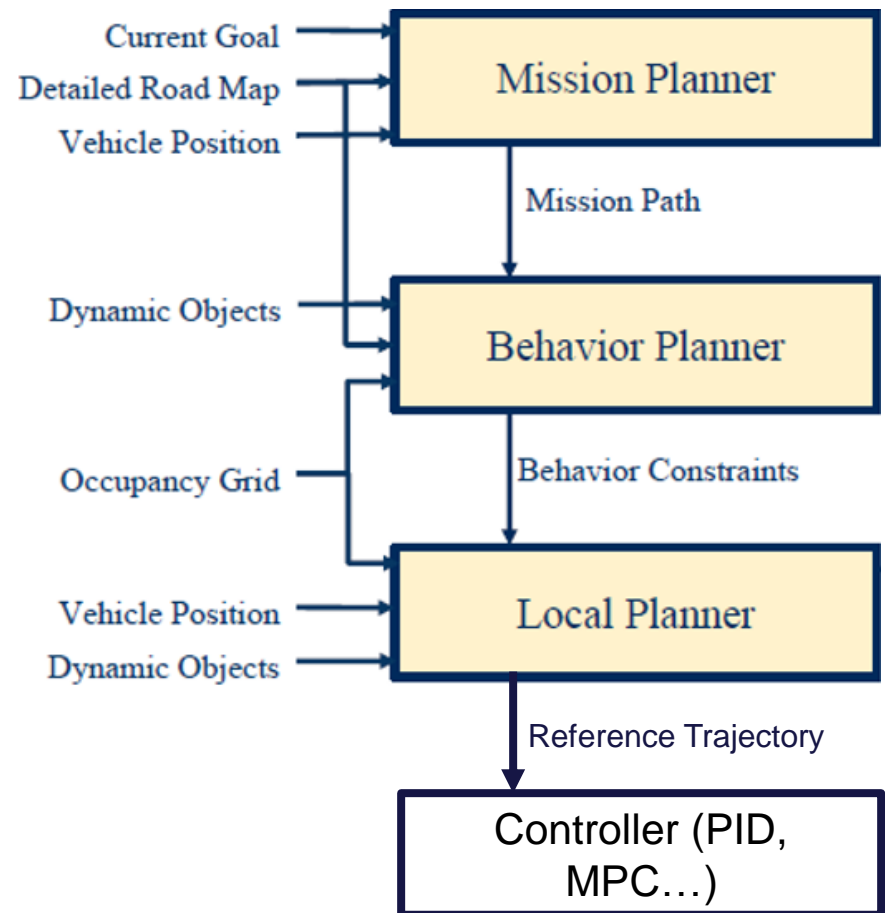 Current Goal
Detailed Road Map
Vehicle Position
Mission Planner
Mission Path
Dynamic Objects
Behavior Planner
Occupancy Grid
Behavior Constraints
Vehicle Position
Dynamic Objects
Local Planner
Reference Trajectory
Controller (PID,
MPC...)